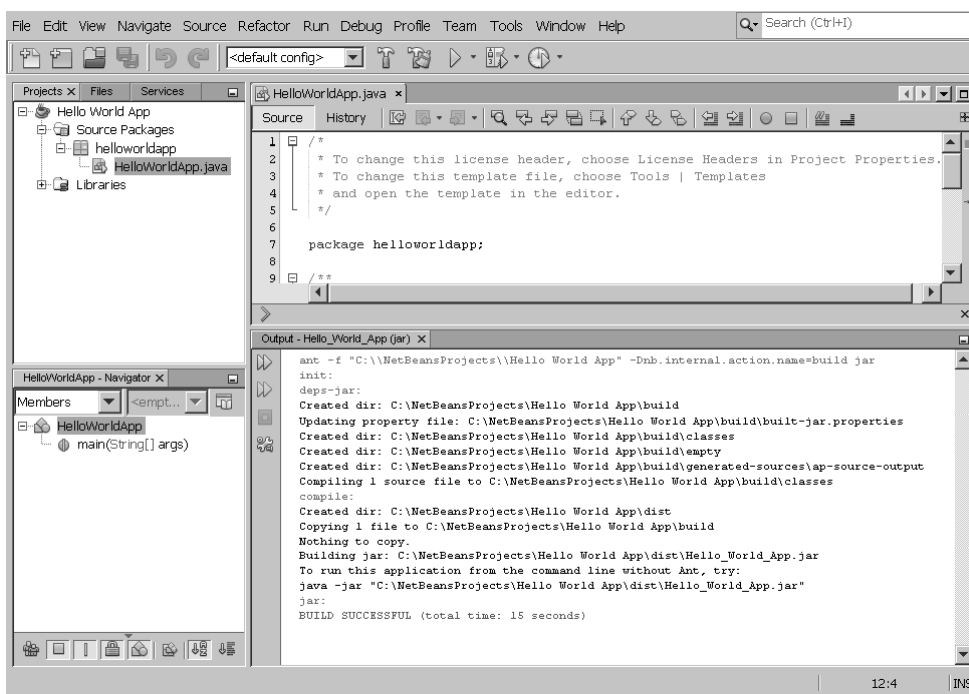 File Edit View Navigate Source Refactor Run Debug Profile Team Tools Window Help
Search (Ctrl+I)
<default config>
Projects X Files Services
Hello World App
Source Packages
helloworldapp
HelloWorldApp.java
Libraries
HelloWorldApp.java ×
Source History
1 /*
2 * To change this license header, choose License Headers in Project Properties.
3 * To change this template file, choose Tools | Templates
4 * and open the template in the editor.
5 */
6
7 package helloworldapp;
8
9 /**
HelloWorldApp - Navigator X
Members <empt...
HelloWorldApp
main(String[] args)
Output - Hello_World_App (jar) X
ant -f "C:\\NetBeansProjects\\Hello World App" -Dnb.internal.action.name=build jar
init:
deps-jar:
Created dir: C:\NetBeansProjects\Hello World App\build
Updating property file: C:\NetBeansProjects\Hello World App\build\built-jar.properties
Created dir: C:\NetBeansProjects\Hello World App\build\classes
Created dir: C:\NetBeansProjects\Hello World App\build\empty
Created dir: C:\NetBeansProjects\Hello World App\build\generated-sources\ap-source-output
Compiling 1 source file to C:\NetBeansProjects\Hello World App\build\classes
compile:
Created dir: C:\NetBeansProjects\Hello World App\dist
Copying 1 file to C:\NetBeansProjects\Hello World App\build
Nothing to copy.
Building jar: C:\NetBeansProjects\Hello World App\dist\Hello_World_App.jar
To run this application from the command line without Ant, try:
java -jar "C:\NetBeansProjects\Hello World App\dist\Hello_World_App.jar"
jar:
BUILD SUCCESSFUL (total time: 15 seconds)
12:4 INS